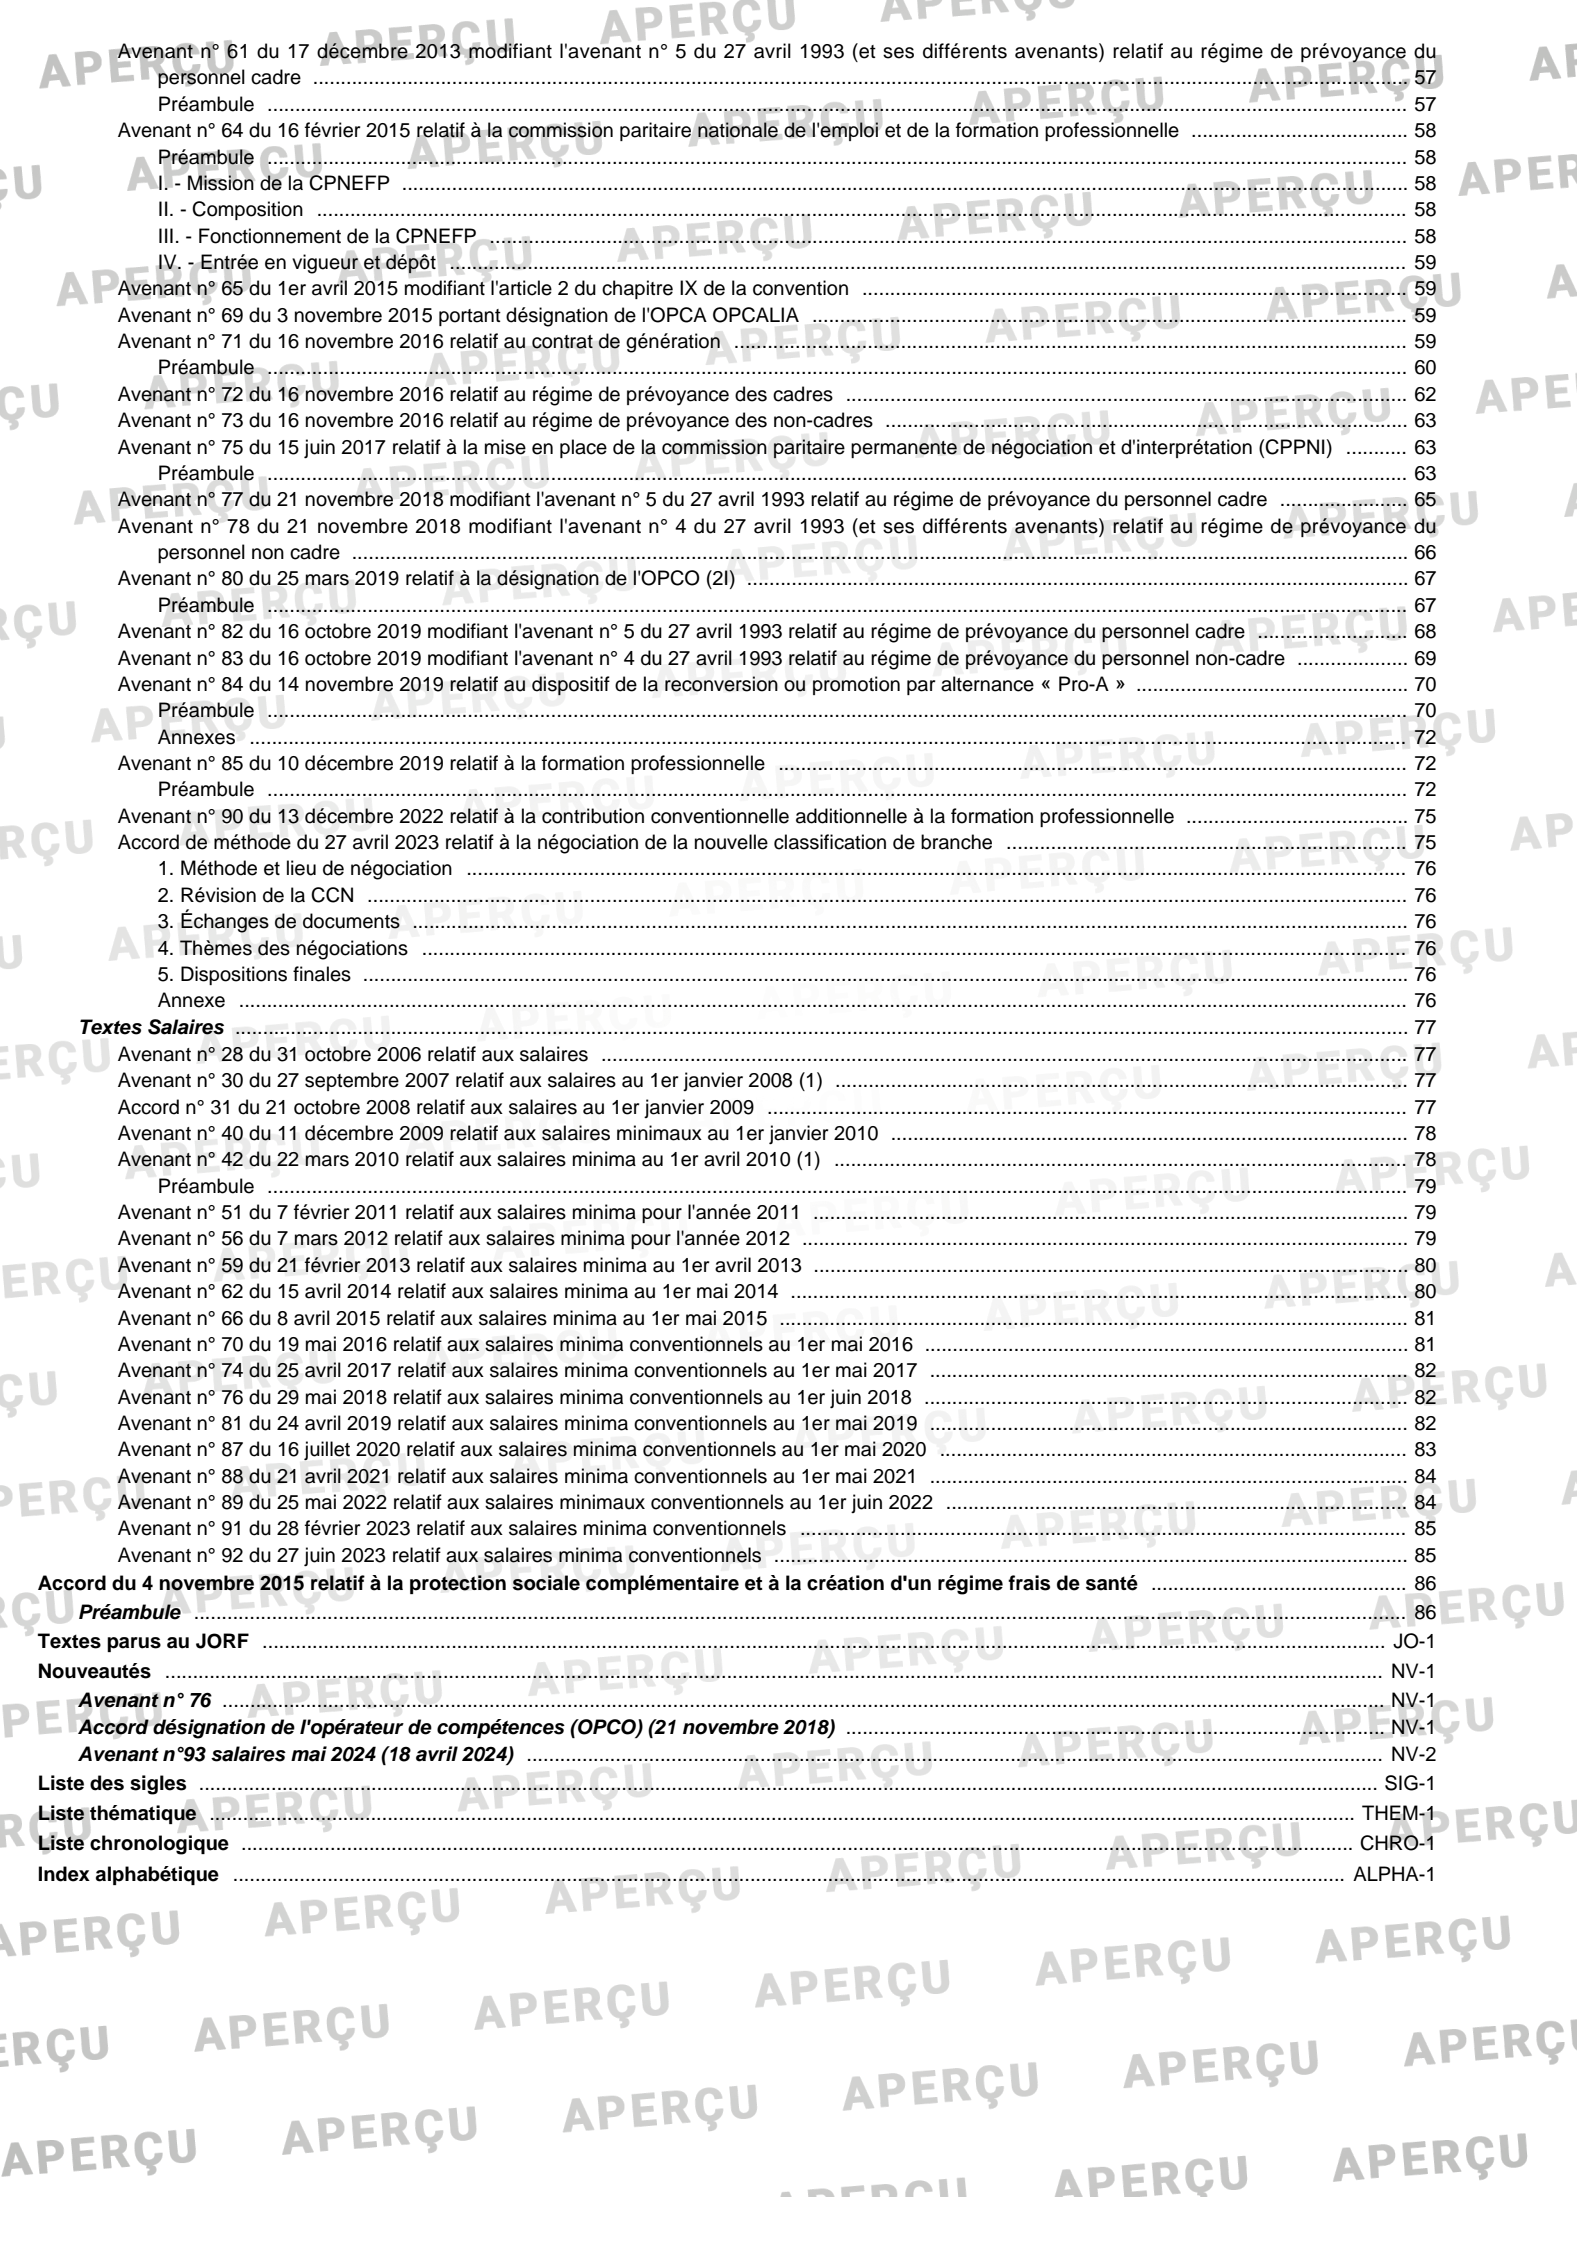 Avenant n° 61 du 17 décembre 2013 modifiant l'avenant n° 5 du 27 avril 1993 (et ses différents avenants) relatif au régime de prévoyance du
personnel cadre ... 57
Préambule ... 57
Avenant n° 64 du 16 février 2015 relatif à la commission paritaire nationale de l'emploi et de la formation professionnelle ... 58
Préambule ... 58
I. - Mission de la CPNEFP ... 58
II. - Composition ... 58
III. - Fonctionnement de la CPNEFP ... 58
IV. - Entrée en vigueur et dépôt ... 59
Avenant n° 65 du 1er avril 2015 modifiant l'article 2 du chapitre IX de la convention ... 59
Avenant n° 69 du 3 novembre 2015 portant désignation de l'OPCA OPCALIA ... 59
Avenant n° 71 du 16 novembre 2016 relatif au contrat de génération ... 59
Préambule ... 60
Avenant n° 72 du 16 novembre 2016 relatif au régime de prévoyance des cadres ... 62
Avenant n° 73 du 16 novembre 2016 relatif au régime de prévoyance des non-cadres ... 63
Avenant n° 75 du 15 juin 2017 relatif à la mise en place de la commission paritaire permanente de négociation et d'interprétation (CPPNI) ... 63
Préambule ... 63
Avenant n° 77 du 21 novembre 2018 modifiant l'avenant n° 5 du 27 avril 1993 relatif au régime de prévoyance du personnel cadre ... 65
Avenant n° 78 du 21 novembre 2018 modifiant l'avenant n° 4 du 27 avril 1993 (et ses différents avenants) relatif au régime de prévoyance du
personnel non cadre ... 66
Avenant n° 80 du 25 mars 2019 relatif à la désignation de l'OPCO (2I) ... 67
Préambule ... 67
Avenant n° 82 du 16 octobre 2019 modifiant l'avenant n° 5 du 27 avril 1993 relatif au régime de prévoyance du personnel cadre ... 68
Avenant n° 83 du 16 octobre 2019 modifiant l'avenant n° 4 du 27 avril 1993 relatif au régime de prévoyance du personnel non-cadre ... 69
Avenant n° 84 du 14 novembre 2019 relatif au dispositif de la reconversion ou promotion par alternance « Pro-A » ... 70
Préambule ... 70
Annexes ... 72
Avenant n° 85 du 10 décembre 2019 relatif à la formation professionnelle ... 72
Préambule ... 72
Avenant n° 90 du 13 décembre 2022 relatif à la contribution conventionnelle additionnelle à la formation professionnelle ... 75
Accord de méthode du 27 avril 2023 relatif à la négociation de la nouvelle classification de branche ... 75
1. Méthode et lieu de négociation ... 76
2. Révision de la CCN ... 76
3. Échanges de documents ... 76
4. Thèmes des négociations ... 76
5. Dispositions finales ... 76
Annexe ... 76
Textes Salaires ... 77
Avenant n° 28 du 31 octobre 2006 relatif aux salaires ... 77
Avenant n° 30 du 27 septembre 2007 relatif aux salaires au 1er janvier 2008 (1) ... 77
Accord n° 31 du 21 octobre 2008 relatif aux salaires au 1er janvier 2009 ... 77
Avenant n° 40 du 11 décembre 2009 relatif aux salaires minimaux au 1er janvier 2010 ... 78
Avenant n° 42 du 22 mars 2010 relatif aux salaires minima au 1er avril 2010 (1) ... 78
Préambule ... 79
Avenant n° 51 du 7 février 2011 relatif aux salaires minima pour l'année 2011 ... 79
Avenant n° 56 du 7 mars 2012 relatif aux salaires minima pour l'année 2012 ... 79
Avenant n° 59 du 21 février 2013 relatif aux salaires minima au 1er avril 2013 ... 80
Avenant n° 62 du 15 avril 2014 relatif aux salaires minima au 1er mai 2014 ... 80
Avenant n° 66 du 8 avril 2015 relatif aux salaires minima au 1er mai 2015 ... 81
Avenant n° 70 du 19 mai 2016 relatif aux salaires minima conventionnels au 1er mai 2016 ... 81
Avenant n° 74 du 25 avril 2017 relatif aux salaires minima conventionnels au 1er mai 2017 ... 82
Avenant n° 76 du 29 mai 2018 relatif aux salaires minima conventionnels au 1er juin 2018 ... 82
Avenant n° 81 du 24 avril 2019 relatif aux salaires minima conventionnels au 1er mai 2019 ... 82
Avenant n° 87 du 16 juillet 2020 relatif aux salaires minima conventionnels au 1er mai 2020 ... 83
Avenant n° 88 du 21 avril 2021 relatif aux salaires minima conventionnels au 1er mai 2021 ... 84
Avenant n° 89 du 25 mai 2022 relatif aux salaires minimaux conventionnels au 1er juin 2022 ... 84
Avenant n° 91 du 28 février 2023 relatif aux salaires minima conventionnels ... 85
Avenant n° 92 du 27 juin 2023 relatif aux salaires minima conventionnels ... 85
Accord du 4 novembre 2015 relatif à la protection sociale complémentaire et à la création d'un régime frais de santé ... 86
Préambule ... 86
Textes parus au JORF ... JO-1
Nouveautés ... NV-1
Avenant n° 76 ... NV-1
Accord désignation de l'opérateur de compétences (OPCO) (21 novembre 2018) ... NV-1
Avenant n°93 salaires mai 2024 (18 avril 2024) ... NV-2
Liste des sigles ... SIG-1
Liste thématique ... THEM-1
Liste chronologique ... CHRO-1
Index alphabétique ... ALPHA-1
APERÇU